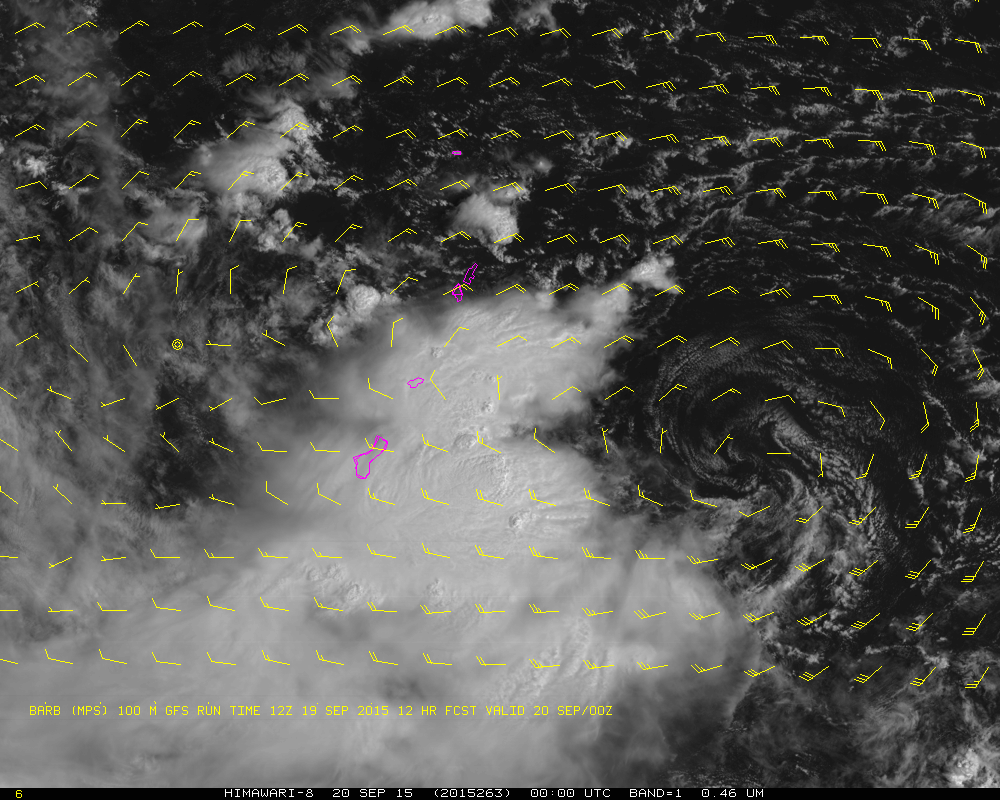 BARB (MPS) 100 M GFS RUN TIME 12Z 19 SEP 2015 12 HR FCST VALID 20 SEP/00Z
6 HIMAWARI-8 20 SEP 15 (2015263) 00:00 UTC BAND=1 0.46 UM